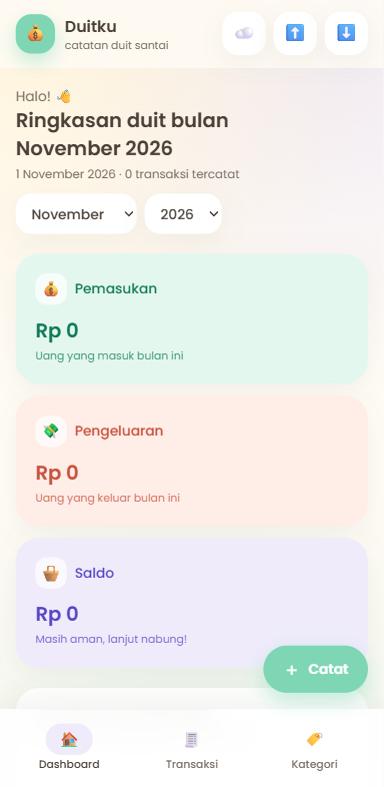 Duitku
catatan duit santai
Halo! 👋
Ringkasan duit bulan
November 2026
1 November 2026 · 0 transaksi tercatat
November
2026
Pemasukan
Rp 0
Uang yang masuk bulan ini
Pengeluaran
Rp 0
Uang yang keluar bulan ini
Saldo
Rp 0
Masih aman, lanjut nabung!
+ Catat
Dashboard
Transaksi
Kategori